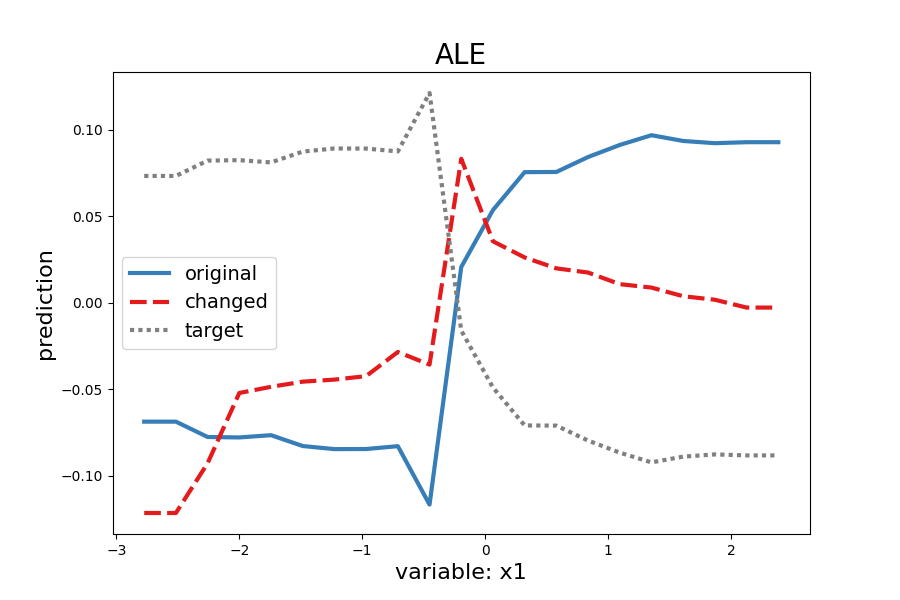 ALE
0.10
0.05
0.00
−0.05
−0.10
prediction
original
changed
target
−3
−2
−1
0
1
2
variable: x1